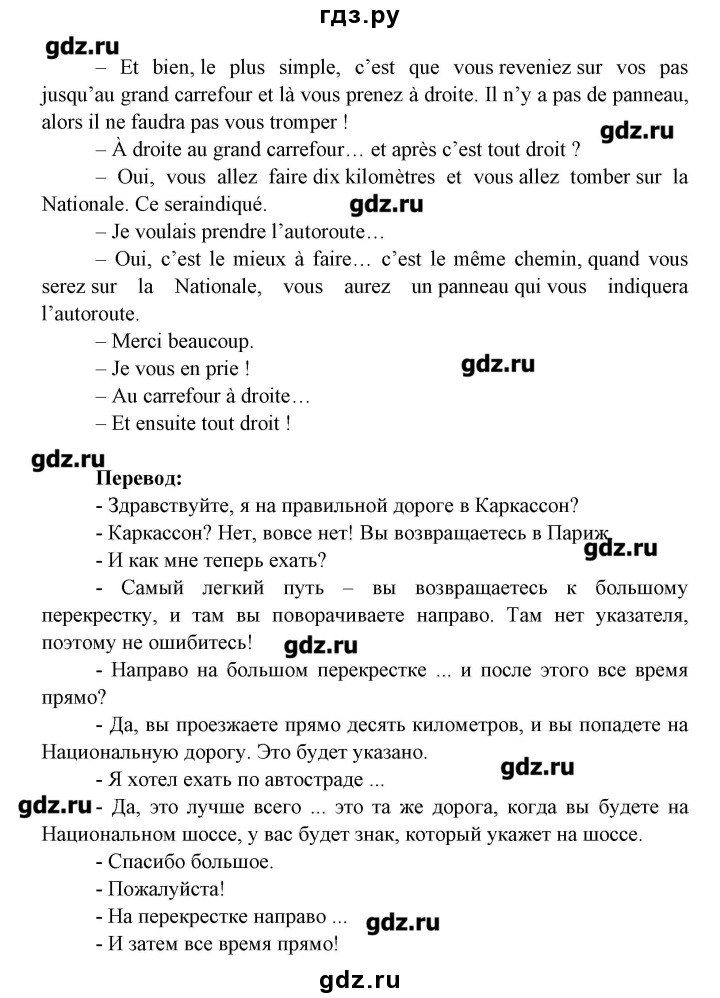 гдз.ру
gdz.ru
– Et bien, le plus simple, c’est que vous reveniez sur vos pas
jusqu’au grand carrefour et là vous prenez à droite. Il n’y a pas de panneau,
alors il ne faudra pas vous tromper !
gdz.ru
– À droite au grand carrefour… et après c’est tout droit ?
– Oui, vous allez faire dix kilomètres et vous allez tomber sur la
Nationale. Ce seraindiqué.
gdz.ru
– Je voulais prendre l’autoroute…
– Oui, c’est le mieux à faire… c’est le même chemin, quand vous
serez sur la Nationale, vous aurez un panneau qui vous indiquera
l’autoroute.
– Merci beaucoup.
– Je vous en prie !
gdz.ru
– Au carrefour à droite…
– Et ensuite tout droit !
gdz.ru
Перевод:
- Здравствуйте, я на правильной дороге в Каркассон?
- Каркассон? Нет, вовсе нет! Вы возвращаетесь в Париж
gdz.ru
- И как мне теперь ехать?
- Самый легкий путь – вы возвращаетесь к большому
перекрестку, и там вы поворачиваете направо. Там нет указателя,
поэтому не ошибитесь!
gdz.ru
- Направо на большом перекрестке ... и после этого все время
прямо?
- Да, вы проезжаете прямо десять километров, и вы попадете на
Национальную дорогу. Это будет указано.
gdz.ru
- Я хотел ехать по автостраде ...
gdz.ru
- Да, это лучше всего ... это та же дорога, когда вы будете на
Национальном шоссе, у вас будет знак, который укажет на шоссе.
- Спасибо большое.
- Пожалуйста!
- На перекрестке направо ...
gdz.ru
- И затем все время прямо!
gdz.ru